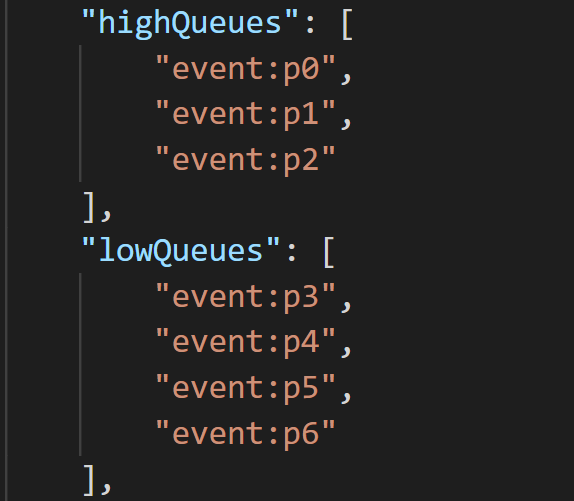 "highQueues": [
"event:p0",
"event:p1",
"event:p2"
],
"lowQueues": [
"event:p3",
"event:p4",
"event:p5",
"event:p6"
],